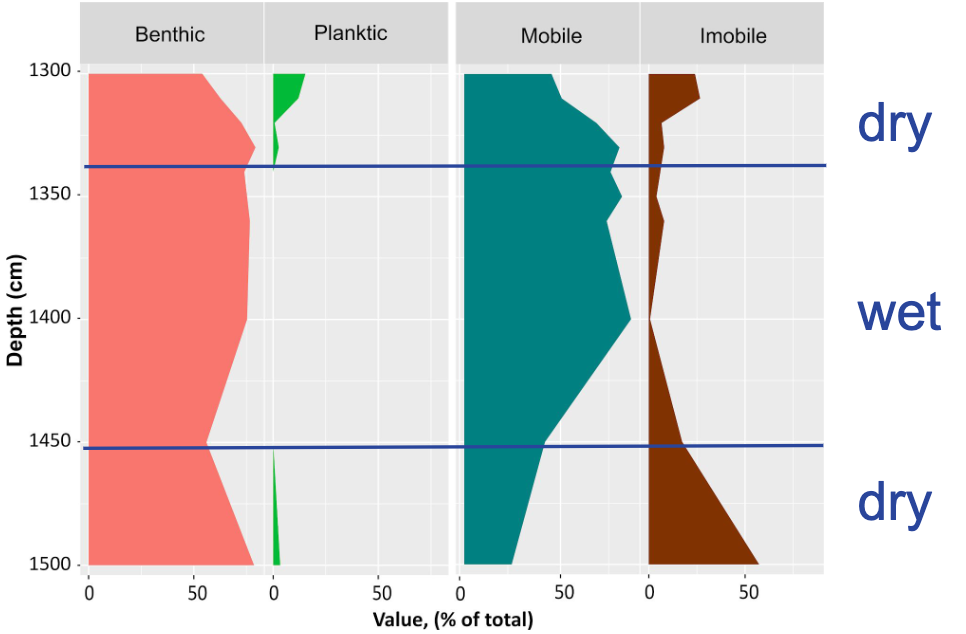 Benthic Planktic Mobile Imobile
1300
dry
1350
Depth (cm)
wet
1400
1450
dry
1500
0 50 0 50 0 50 0 50
Value, (% of total)